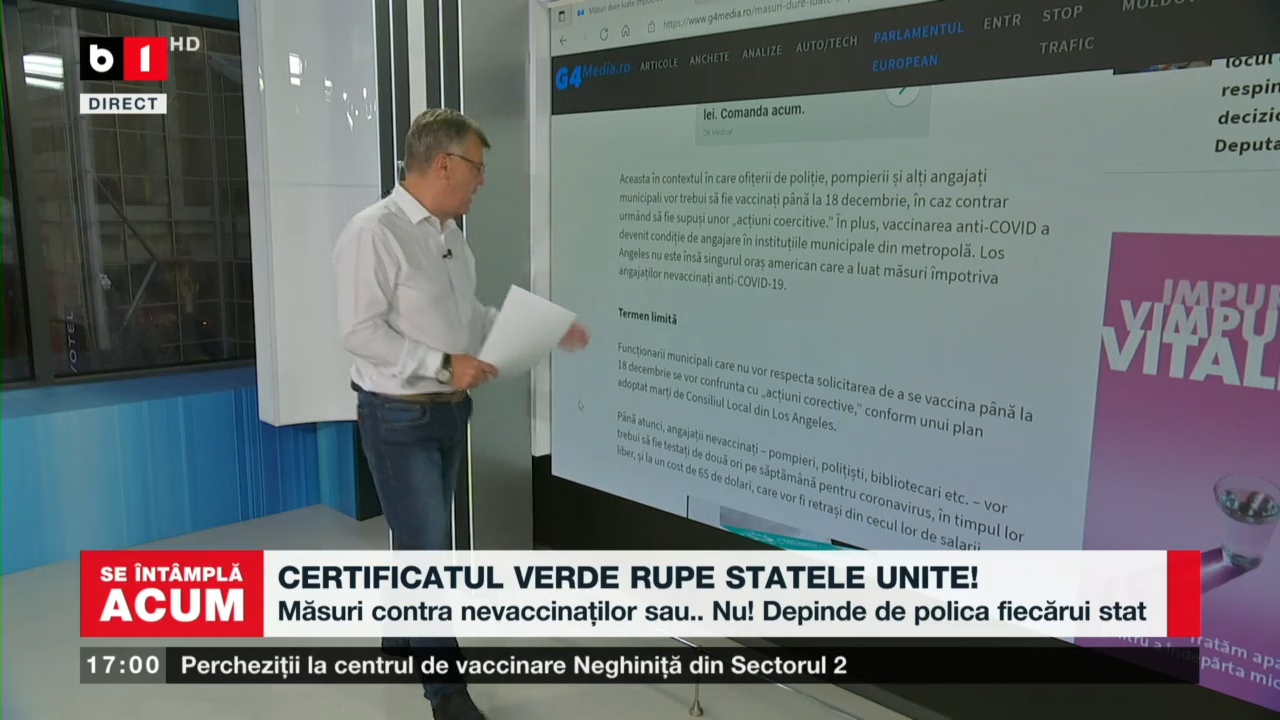 b1 HD
DIRECT
https://www.g4media.ro/masuri-dure-luate-
G4Media.ro ARTICOLE ANCHETE ANALIZE AUTO/TECH PARLAMENTUL EUROPEAN ENTR STOP TRAFIC
lei. Comanda acum.
locul
respin
decizio
Deputa
Aceasta în contextul în care ofițerii de poliție, pompierii și alți angajați
municipali vor trebui să fie vaccinați până la 18 decembrie, în caz contrar
urmând să fie supuși unor „acțiuni coercitive.” În plus, vaccinarea anti-COVID a
devenit condiție de angajare în instituțiile municipale din metropolă. Los
Angeles nu este însă singurul oraș american care a luat măsuri împotriva
angajaților nevaccinați anti-COVID-19.
Termen limită
Funcționarii municipali care nu vor respecta solicitarea de a se vaccina până la
18 decembrie se vor confrunta cu „acțiuni corective,” conform unui plan
adoptat marți de Consiliul Local din Los Angeles.
Până atunci, angajații nevaccinați – pompieri, polițiști, bibliotecari etc. – vor
trebui să fie testați de două ori pe săptămână pentru coronavirus, în timpul lor
liber, și la un cost de 65 de dolari, care vor fi retrași din cecul lor de salarii
IMPU
VIMPU
VITAL
SE ÎNTÂMPLĂ
ACUM
CERTIFICATUL VERDE RUPE STATELE UNITE!
Măsuri contra nevaccinaților sau.. Nu! Depinde de polica fiecărui stat
17:00 Percheziții la centrul de vaccinare Neghiniță din Sectorul 2